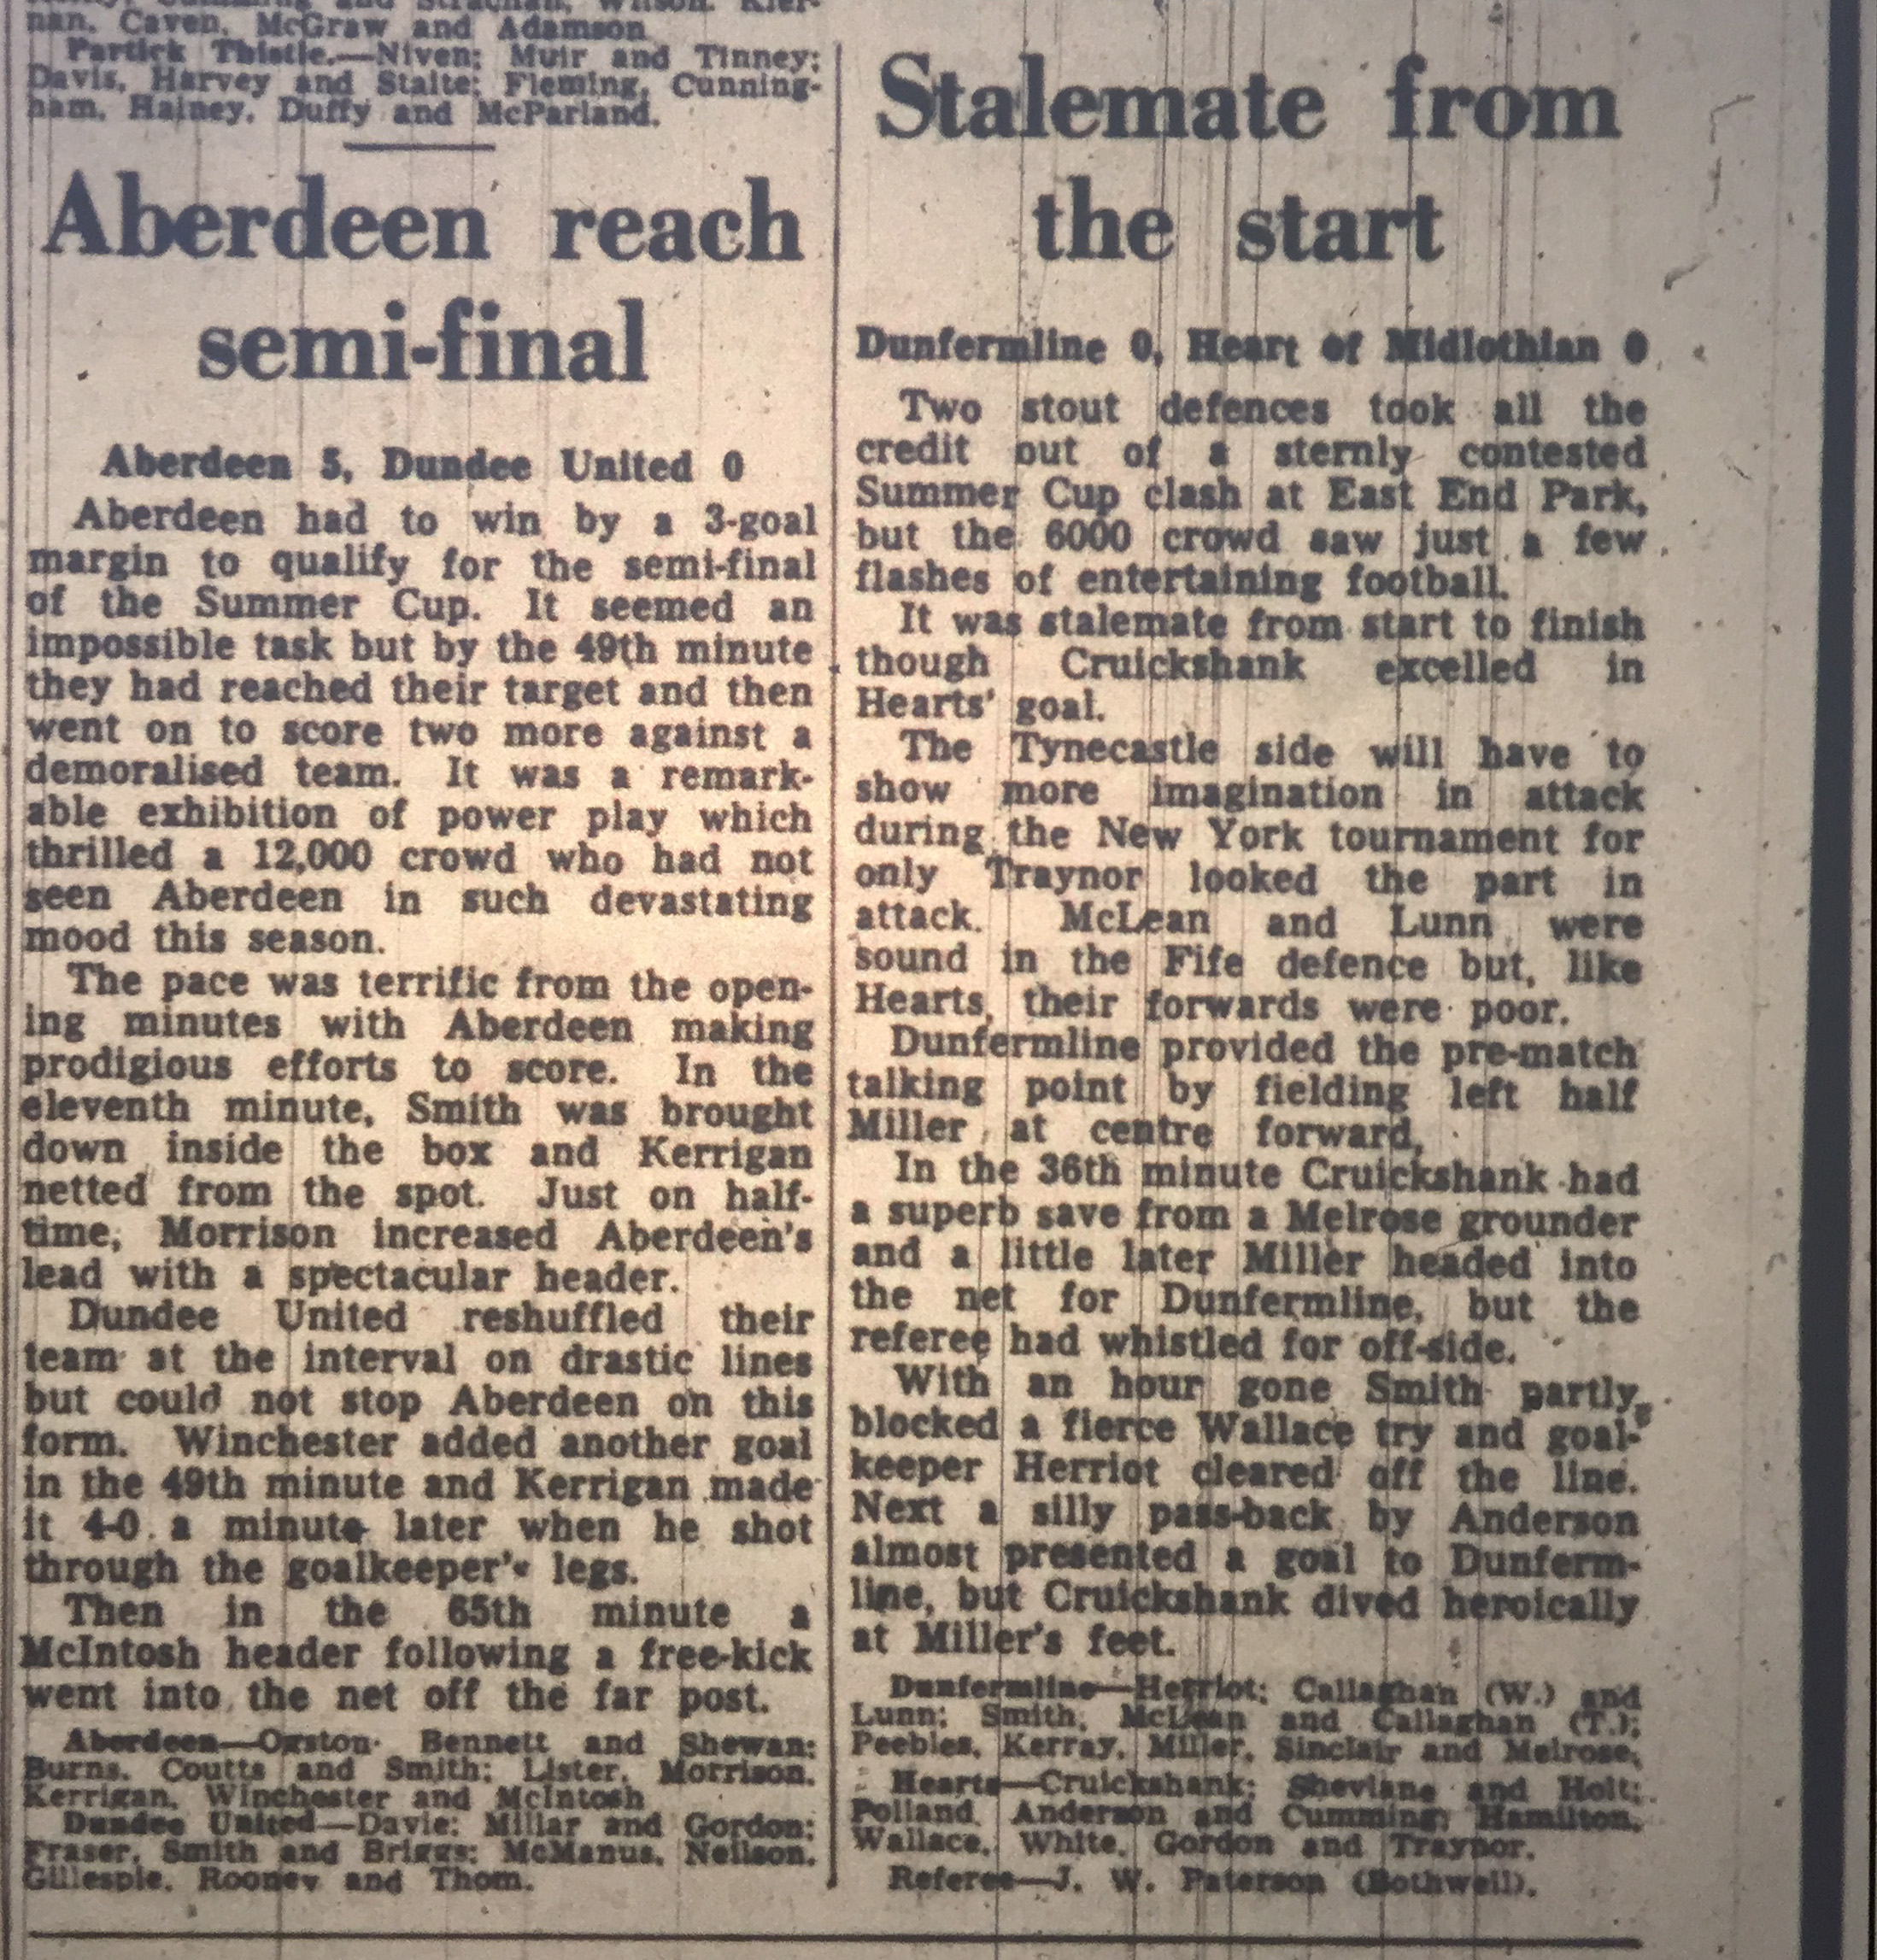 and Strachan, Wilson. Kier-
nan, Caven, McGraw and Adamson
Partick Thistle.—Niven; Muir and Tinney;
Davis, Harvey and Staite; Fleming, Cunning-
ham, Hainey, Duffy and McParland.
Aberdeen reach
semi-final
Aberdeen 5, Dundee United 0
Aberdeen had to win by a 3-goal
margin to qualify for the semi-final
of the Summer Cup. It seemed an
impossible task but by the 49th minute
they had reached their target and then
went on to score two more against a
demoralised team. It was a remark-
able exhibition of power play which
thrilled a 12,000 crowd who had not
seen Aberdeen in such devastating
mood this season.
The pace was terrific from the open-
ing minutes with Aberdeen making
prodigious efforts to score. In the
eleventh minute, Smith was brought
down inside the box and Kerrigan
netted from the spot. Just on half-
time, Morrison increased Aberdeen's
lead with a spectacular header.
Dundee United reshuffled their
team at the interval on drastic lines
but could not stop Aberdeen on this
form. Winchester added another goal
in the 49th minute and Kerrigan made
it 4-0 a minute later when he shot
through the goalkeeper's legs.
Then in the 65th minute a
McIntosh header following a free-kick
went into the net off the far post.
Aberdeen—Ogston; Bennett and Shewan;
Burns, Coutts and Smith; Lister, Morrison,
Kerrigan, Winchester and McIntosh
Dundee United—Davie; Millar and Gordon;
Fraser, Smith and Briggs; McManus, Neilson,
Gillespie, Rooney and Thom.
Stalemate from
the start
Dunfermline 0, Heart of Midlothian 0
Two stout defences took all the
credit out of a sternly contested
Summer Cup clash at East End Park,
but the 6000 crowd saw just a few
flashes of entertaining football.
It was stalemate from start to finish
though Cruickshank excelled in
Hearts' goal.
The Tynecastle side will have to
show more imagination in attack
during the New York tournament for
only Traynor looked the part in
attack. McLean and Lunn were
sound in the Fife defence but, like
Hearts, their forwards were poor.
Dunfermline provided the pre-match
talking point by fielding left half
Miller at centre forward,
In the 36th minute Cruickshank had
a superb save from a Melrose grounder
and a little later Miller headed into
the net for Dunfermline, but the
referee had whistled for off-side.
With an hour gone Smith partly
blocked a fierce Wallace try and goal-
keeper Herriot cleared off the line.
Next a silly pass-back by Anderson
almost presented a goal to Dunferm-
line, but Cruickshank dived heroically
at Miller's feet.
Dunfermline—Herriot; Callaghan (W.) and
Lunn; Smith, McLean and Callaghan (T.);
Peebles, Kerray, Miller, Sinclair and Melrose.
Hearts—Cruickshank; Shevlane and Holt;
Polland, Anderson and Cumming; Hamilton,
Wallace, White, Gordon and Traynor.
Referee—J. W. Paterson (Bothwell).